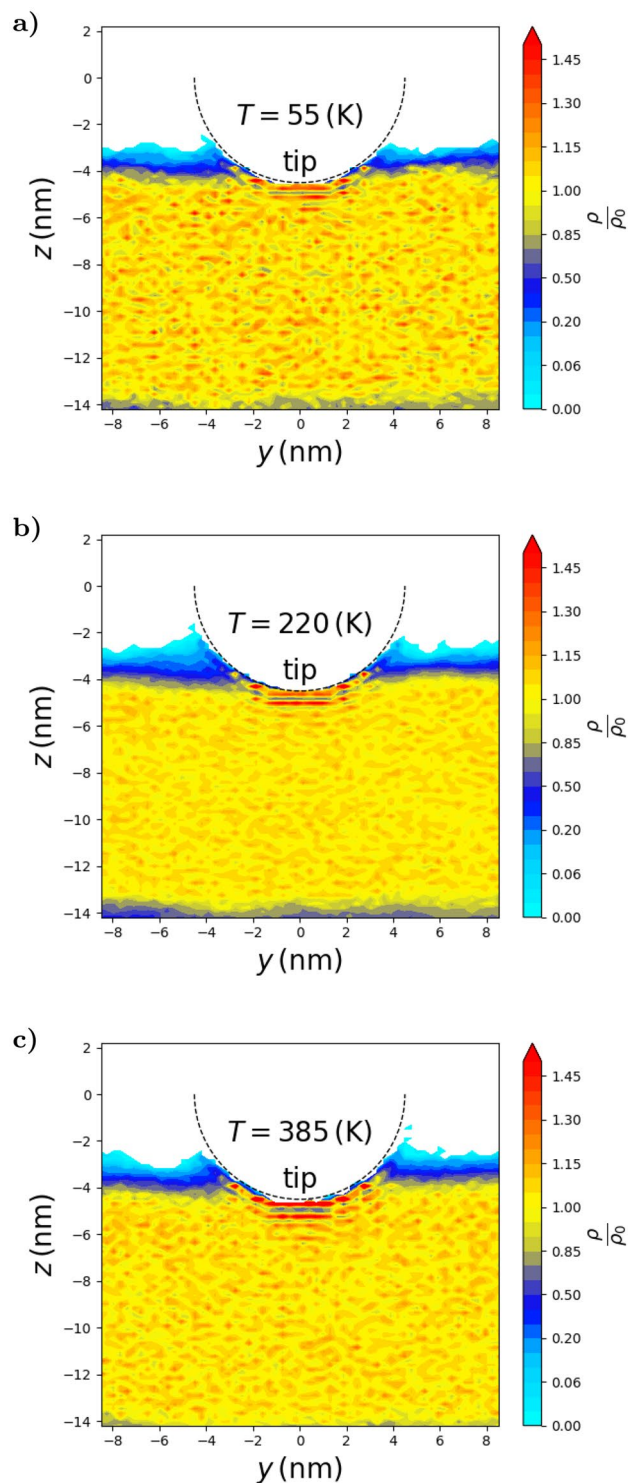 a)
2
0
−2
−4
−6
−8
−10
−12
−14
z (nm)
T = 55 (K)
tip
−8 −6 −4 −2 0 2 4 6 8
y (nm)
1.45
1.30
1.15
1.00
0.85
0.50
0.20
0.06
0.00
ρ
ρ₀
b)
2
0
−2
−4
−6
−8
−10
−12
−14
z (nm)
T = 220 (K)
tip
−8 −6 −4 −2 0 2 4 6 8
y (nm)
1.45
1.30
1.15
1.00
0.85
0.50
0.20
0.06
0.00
ρ
ρ₀
c)
2
0
−2
−4
−6
−8
−10
−12
−14
z (nm)
T = 385 (K)
tip
−8 −6 −4 −2 0 2 4 6 8
y (nm)
1.45
1.30
1.15
1.00
0.85
0.50
0.20
0.06
0.00
ρ
ρ₀